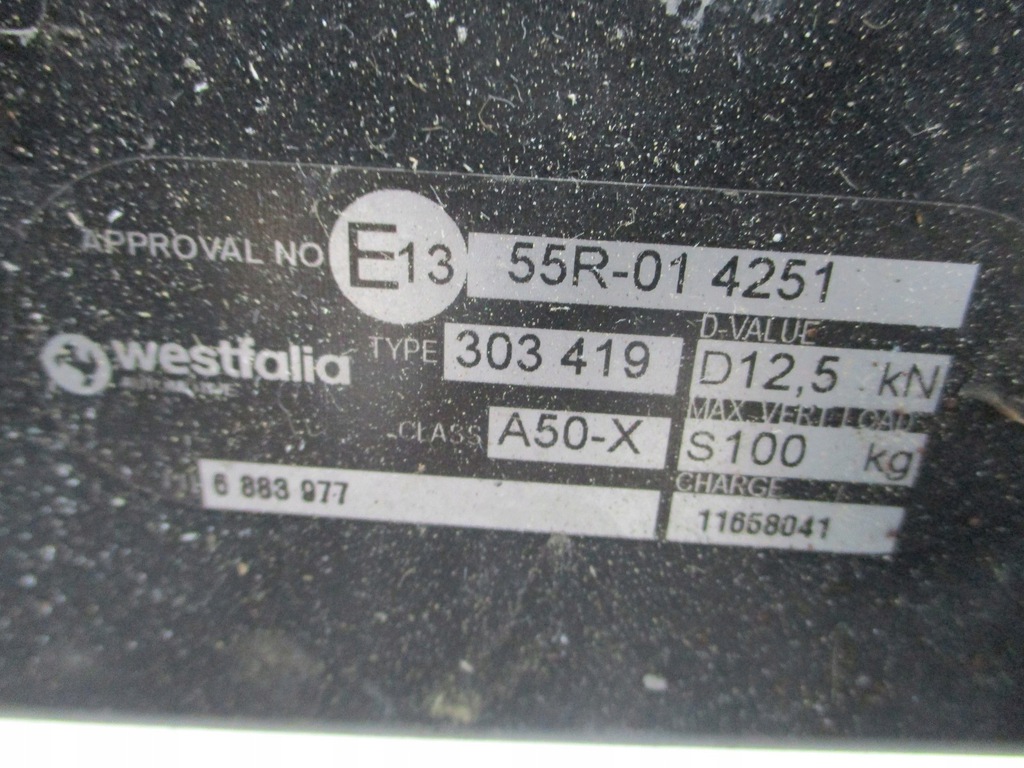 APPROVAL NO E13 55R-01 4251
D-VALUE
westfalia TYPE 303 419 D12,5 kN
MAX. VERT. LOAD
CLASS A50-X S100 kg
CHARGE
6 883 977 11658041